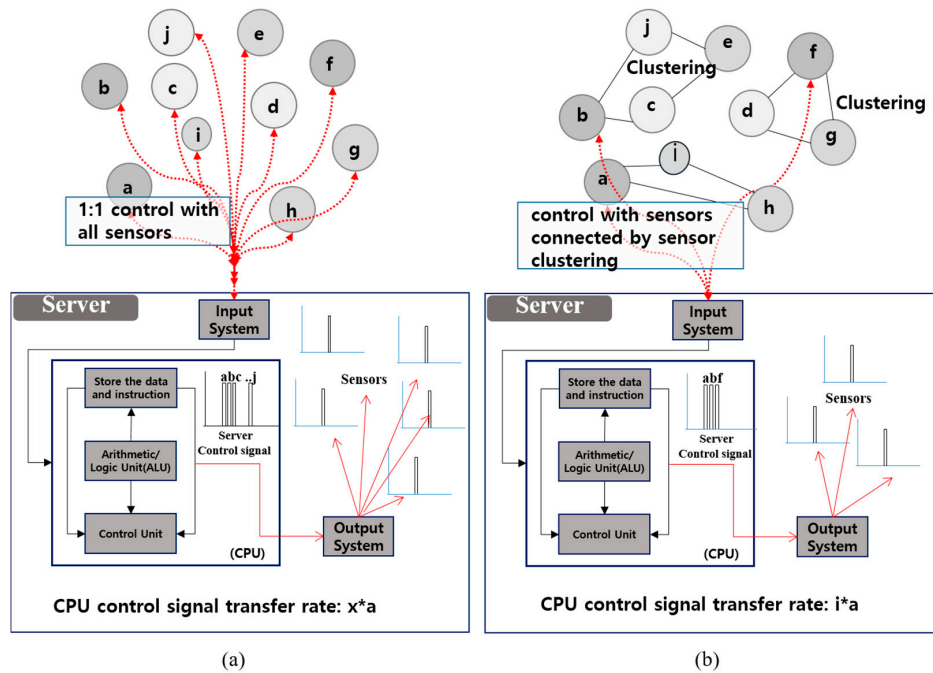 j
e
b
c
f
i
d
g
a
h
1:1 control with
all sensors
Server
Input
System
Store the data
and instruction
abc ..j
Server
Control signal
Arithmetic/
Logic Unit(ALU)
Control Unit
(CPU)
Sensors
Output
System
CPU control signal transfer rate: x*a
(a)
j
e
Clustering
b
c
f
d
Clustering
g
a
i
h
control with sensors
connected by sensor
clustering
Server
Input
System
Store the data
and instruction
abf
Server
Control signal
Arithmetic/
Logic Unit(ALU)
Control Unit
(CPU)
Sensors
Output
System
CPU control signal transfer rate: i*a
(b)